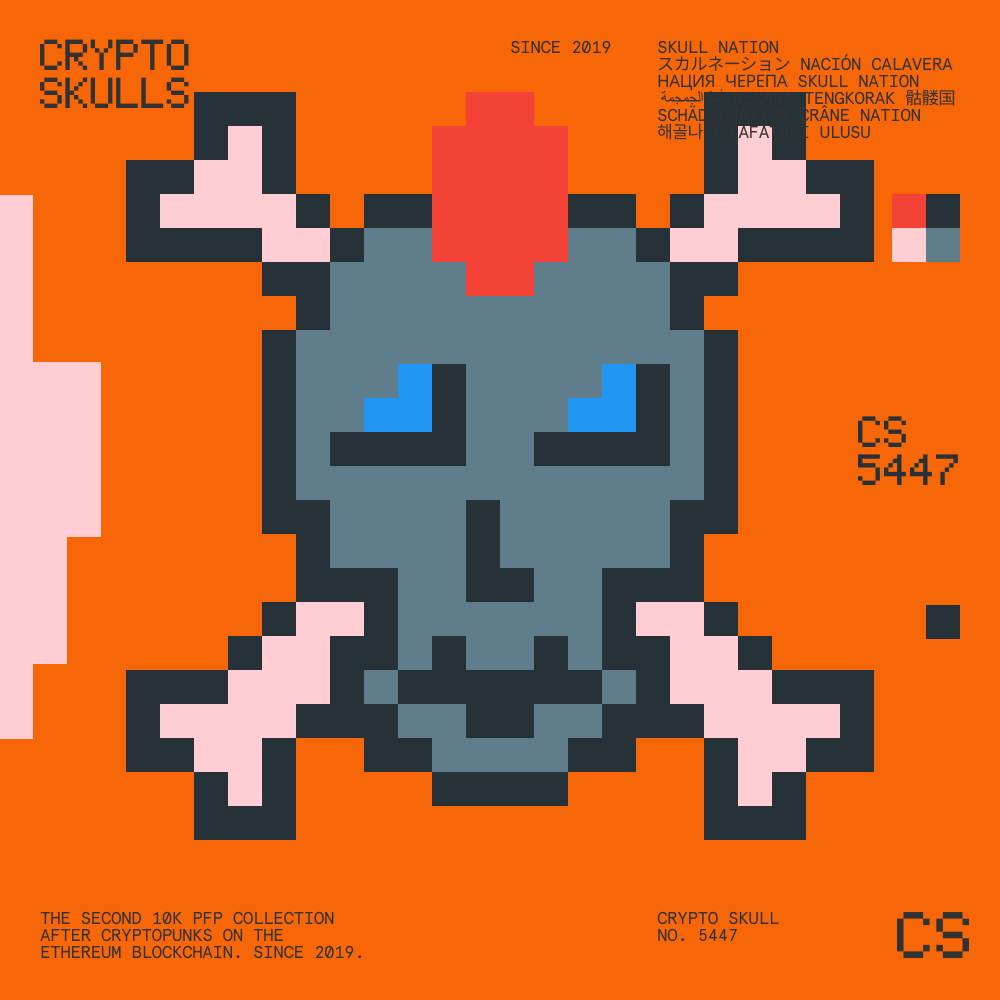 CRYPTO
SKULLS
SINCE 2019
SKULL NATION
スカルネーション NACIÓN CALAVERA
НАЦИЯ ЧЕРЕПА SKULL NATION
الجمجمة TENGKORAK 骷髅国
CRÂNE NATION
해골나 ULUSU
CS
5447
THE SECOND 10K PFP COLLECTION
AFTER CRYPTOPUNKS ON THE
ETHEREUM BLOCKCHAIN. SINCE 2019.
CRYPTO SKULL
NO. 5447
CS